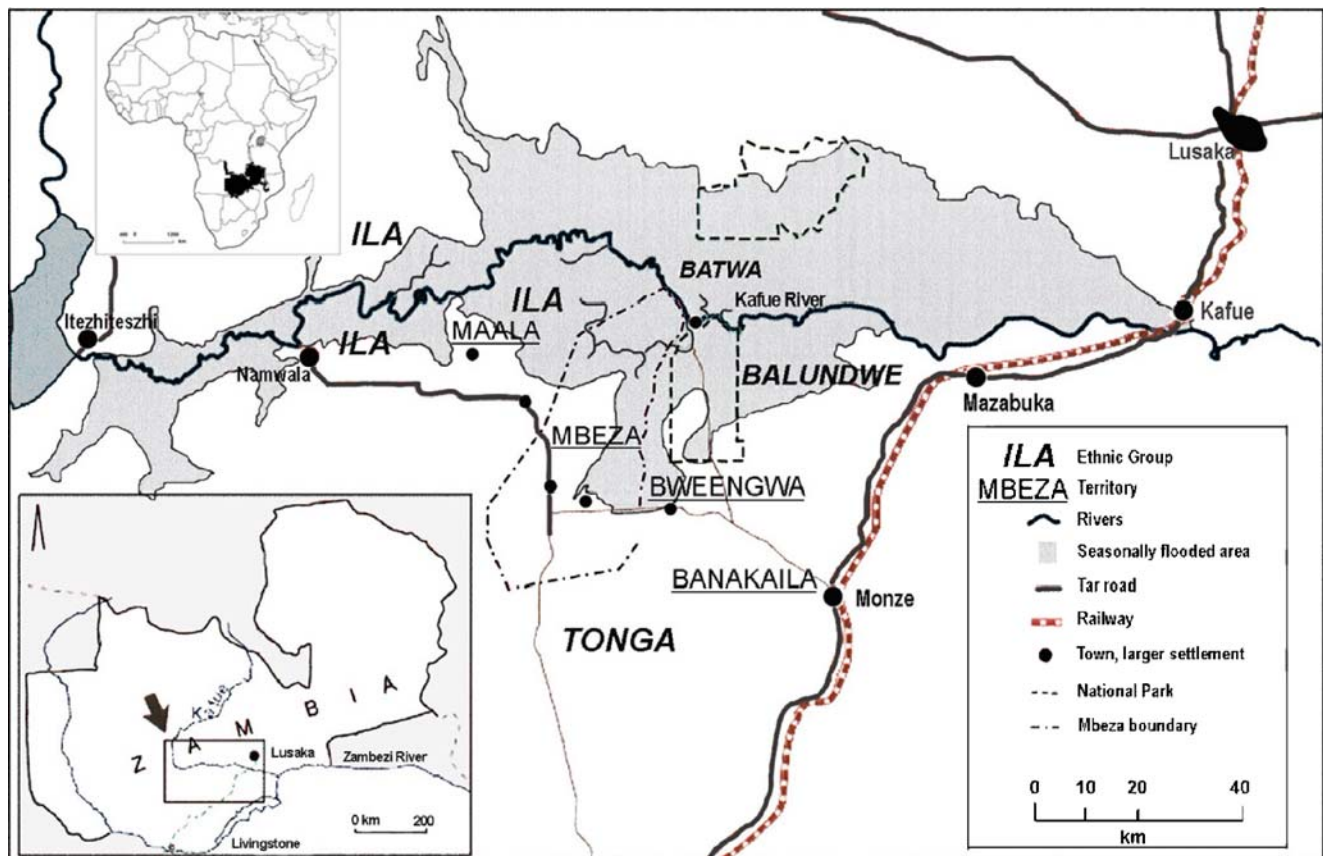 Lusaka
ILA
BATWA
Itezhiteszhi
ILA
Kafue River
Kafue
ILA
MAALA
Namwala
BALUNDWE
Mazabuka
MBEZA
BWEENGWA
BANAKAILA
Monze
TONGA
ILA Ethnic Group
MBEZA Territory
Rivers
Seasonally flooded area
Tar road
Railway
Town, larger settlement
National Park
Mbeza boundary
0 10 20 40
km
Kafue
ZAMBIA
Lusaka
Zambezi River
Livingstone
0 km 200